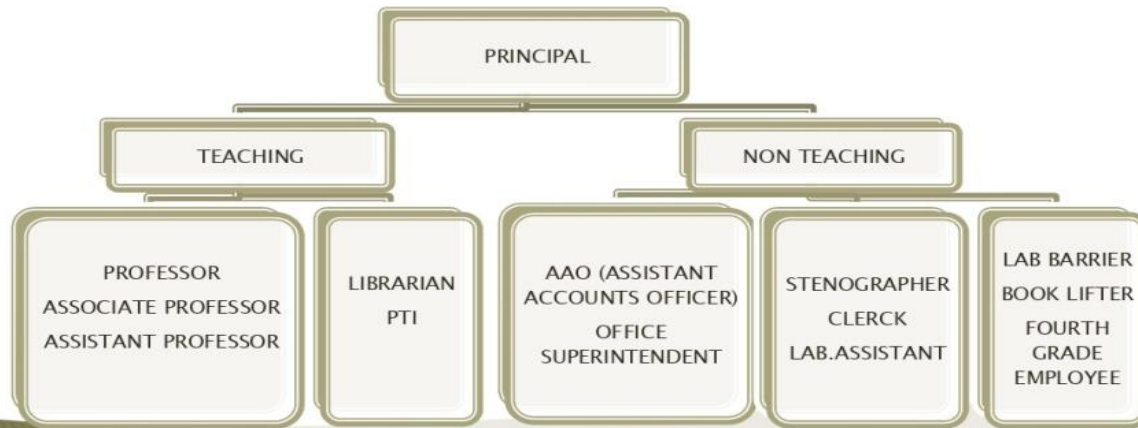 PRINCIPAL
TEACHING
NON TEACHING
PROFESSOR
ASSOCIATE PROFESSOR
ASSISTANT PROFESSOR
LIBRARIAN
PTI
AAO (ASSISTANT
ACCOUNTS OFFICER)
OFFICE
SUPERINTENDENT
STENOGRAPHER
CLERCK
LAB.ASSISTANT
LAB BARRIER
BOOK LIFTER
FOURTH
GRADE
EMPLOYEE